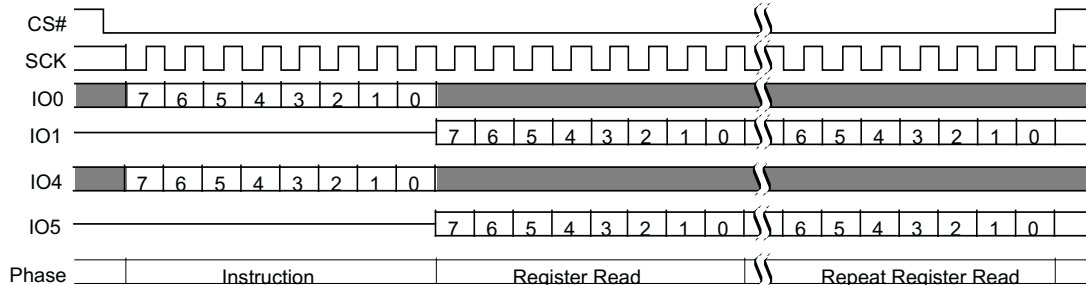 CS#
SCK
IO0 7 6 5 4 3 2 1 0
IO1 7 6 5 4 3 2 1 0 6 5 4 3 2 1 0
IO4 7 6 5 4 3 2 1 0
IO5 7 6 5 4 3 2 1 0 6 5 4 3 2 1 0
Phase Instruction Register Read Repeat Register Read